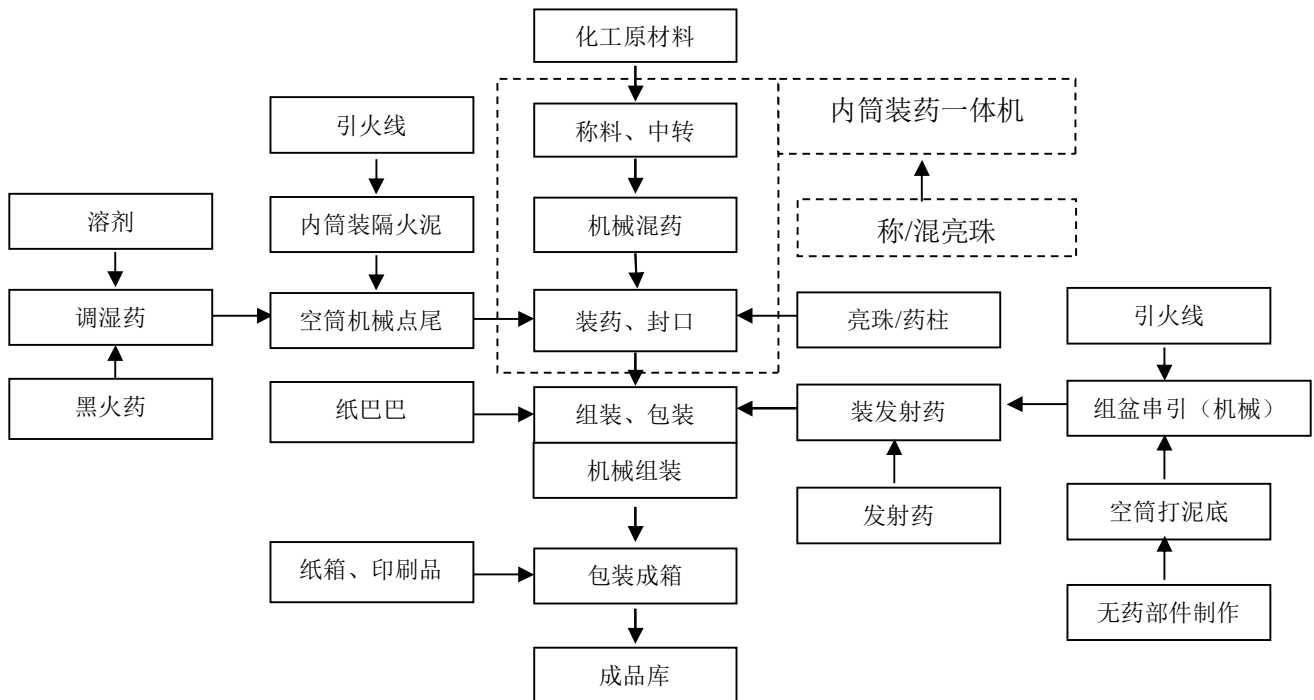 化工原材料
引火线
称料、中转
内筒装药一体机
溶剂
内筒装隔火泥
机械混药
称/混亮珠
调湿药
空筒机械点尾
装药、封口
亮珠/药柱
引火线
黑火药
纸巴巴
组装、包装
装发射药
组盆串引（机械）
机械组装
发射药
空筒打泥底
纸箱、印刷品
包装成箱
无药部件制作
成品库